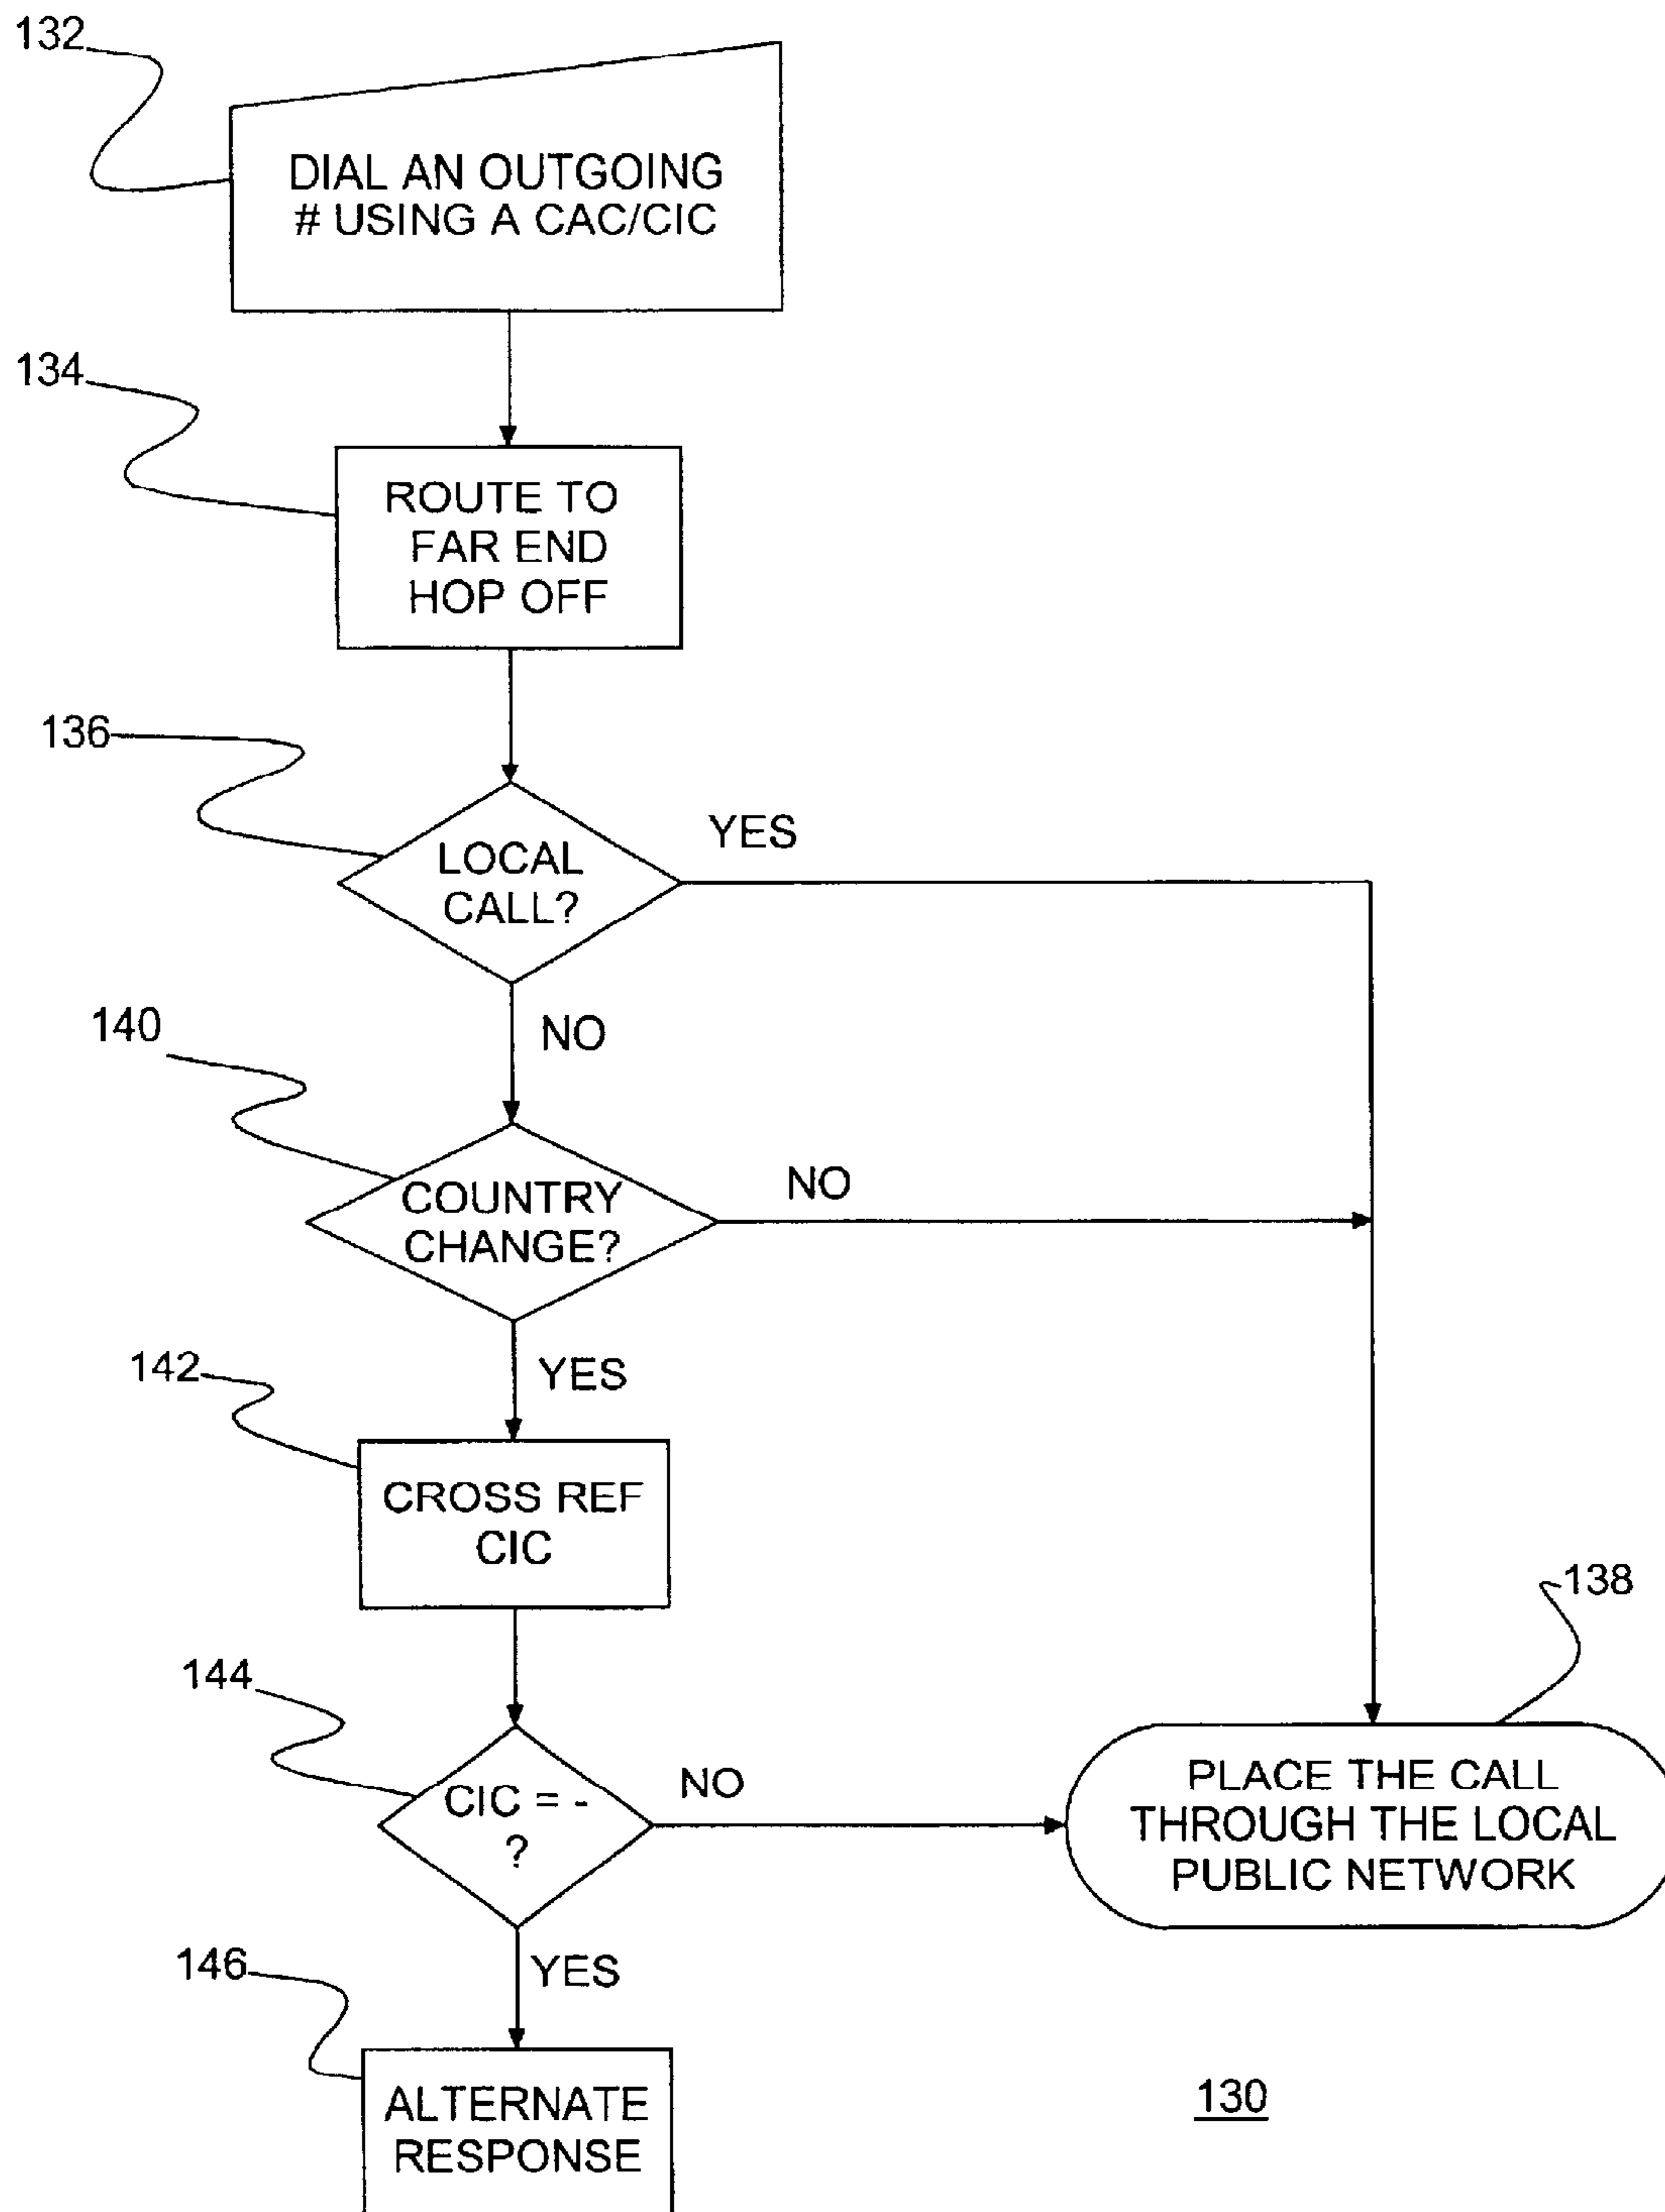 132
DIAL AN OUTGOING
# USING A CAC/CIC
134
ROUTE TO
FAR END
HOP OFF
136
LOCAL
CALL?
YES
NO
140
COUNTRY
CHANGE?
NO
YES
142
CROSS REF
CIC
138
144
CIC = -
?
NO
PLACE THE CALL
THROUGH THE LOCAL
PUBLIC NETWORK
YES
146
ALTERNATE
RESPONSE
130